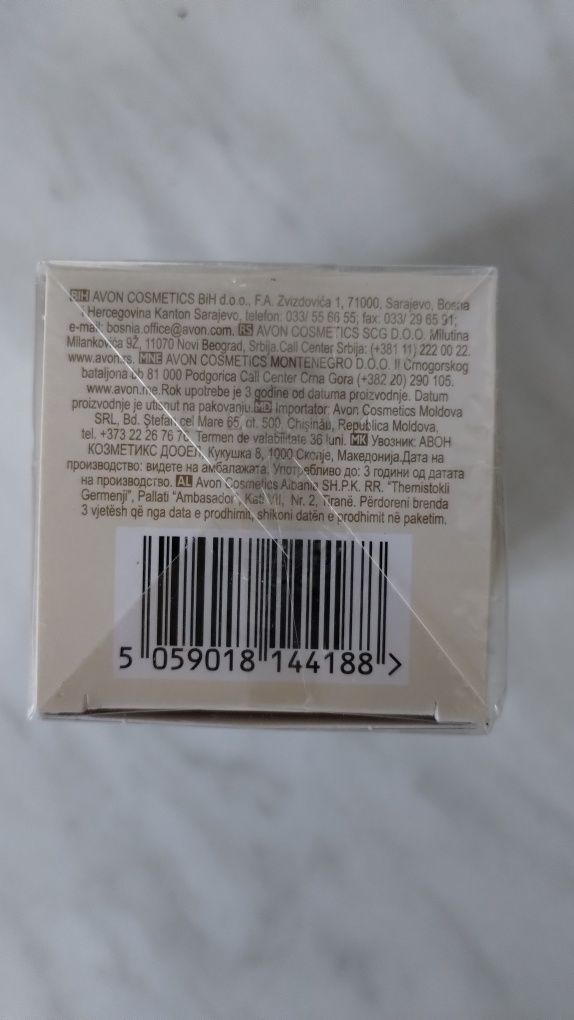 BIH AVON COSMETICS BiH d.o.o., F.A. Zvizdovića 1, 71000, Sarajevo, Bosna
i Hercegovina Kanton Sarajevo, telefon: 033/ 55 66 55; fax: 033/ 29 65 91;
e-mail: bosnia.office@avon.com. RS AVON COSMETICS SCG D.O.O. Milutina
Milankovića 9Ž, 11070 Novi Beograd, Srbija.Call Center Srbija: (+381 11) 222 00 22.
www.avon.rs. MNE AVON COSMETICS MONTENEGRO D.O.O. II Crnogorskog
bataljona bb 81 000 Podgorica Call Center Crna Gora (+382 20) 290 105.
www.avon.me.Rok upotrebe je 3 godine od datuma proizvodnje. Datum
proizvodnje je utisnut na pakovanju. MD Importator: Avon Cosmetics Moldova
SRL, Bd. Ștefan cel Mare 65, of. 500, Chișinău, Republica Moldova,
tel. +373 22 26 76 Termen de valabilitate 36 luni. MK Увозник: АВОН
КОЗМЕТИКС ДООЕЛ, Кукушка 8, 1000 Скопје, Македонија.Дата на
производство: видете на амбалажата. Употребливо до: 3 години од датата
на производство. AL Avon Cosmetics Albania SH.P.K. RR. "Themistokli
Germenji", Pallati "Ambasador", Kati VII, Nr. 2, Tiranë. Përdoreni brenda
3 vjetësh që nga data e prodhimit, shikoni datën e prodhimit në paketim.
5 059018 144188 >